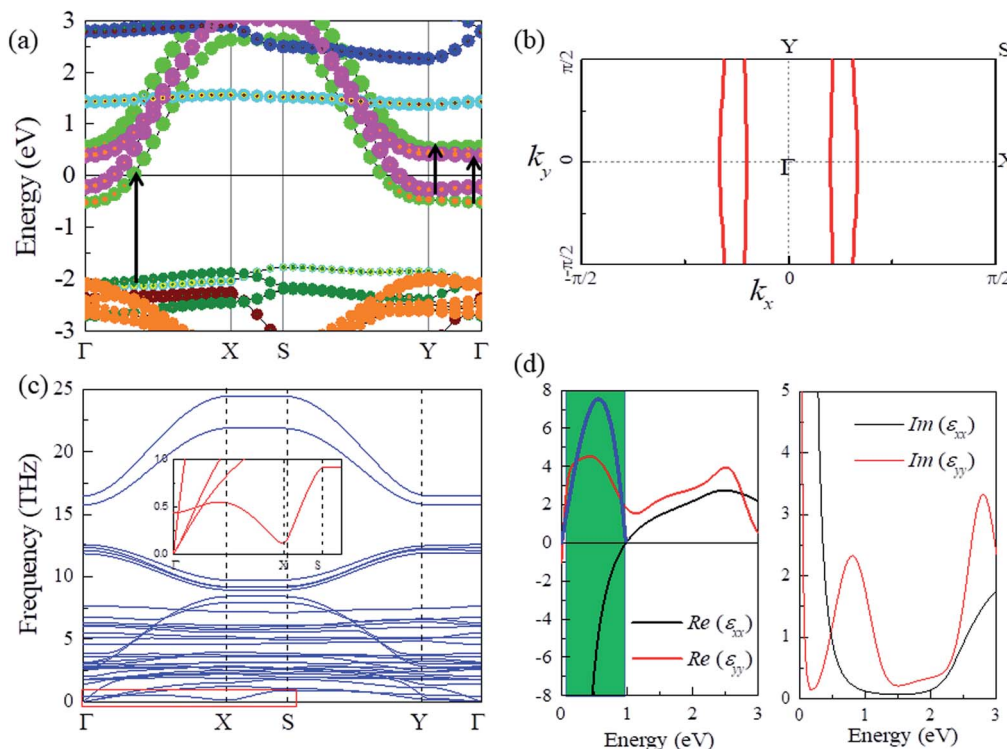 (a)
3
2
1
0
-1
-2
-3
Energy (eV)
Γ X S Y Γ
(b)
Y S
π/2
0
-π/2
k_y
Γ
X
-π/2 0 π/2
k_x
(c)
25
20
15
10
5
0
Frequency (THz)
1.0
0.5
0.0
Γ X S
Γ X S Y Γ
(d)
8
6
4
2
0
-2
-4
-6
-8
Re (ε_xx)
Re (ε_yy)
0 1 2 3
Energy (eV)
5
4
3
2
1
0
Im (ε_xx)
Im (ε_yy)
0 1 2 3
Energy (eV)